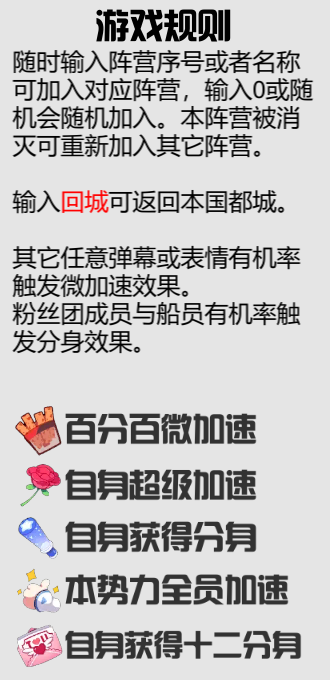 游戏规则
随时输入阵营序号或者名称
可加入对应阵营，输入0或随
机会随机加入。本阵营被消
灭可重新加入其它阵营。
输入回城可返回本国都城。
其它任意弹幕或表情有机率
触发微加速效果。
粉丝团成员与船员有机率触
发分身效果。
百分百微加速
自身超级加速
自身获得分身
本势力全员加速
自身获得十二分身